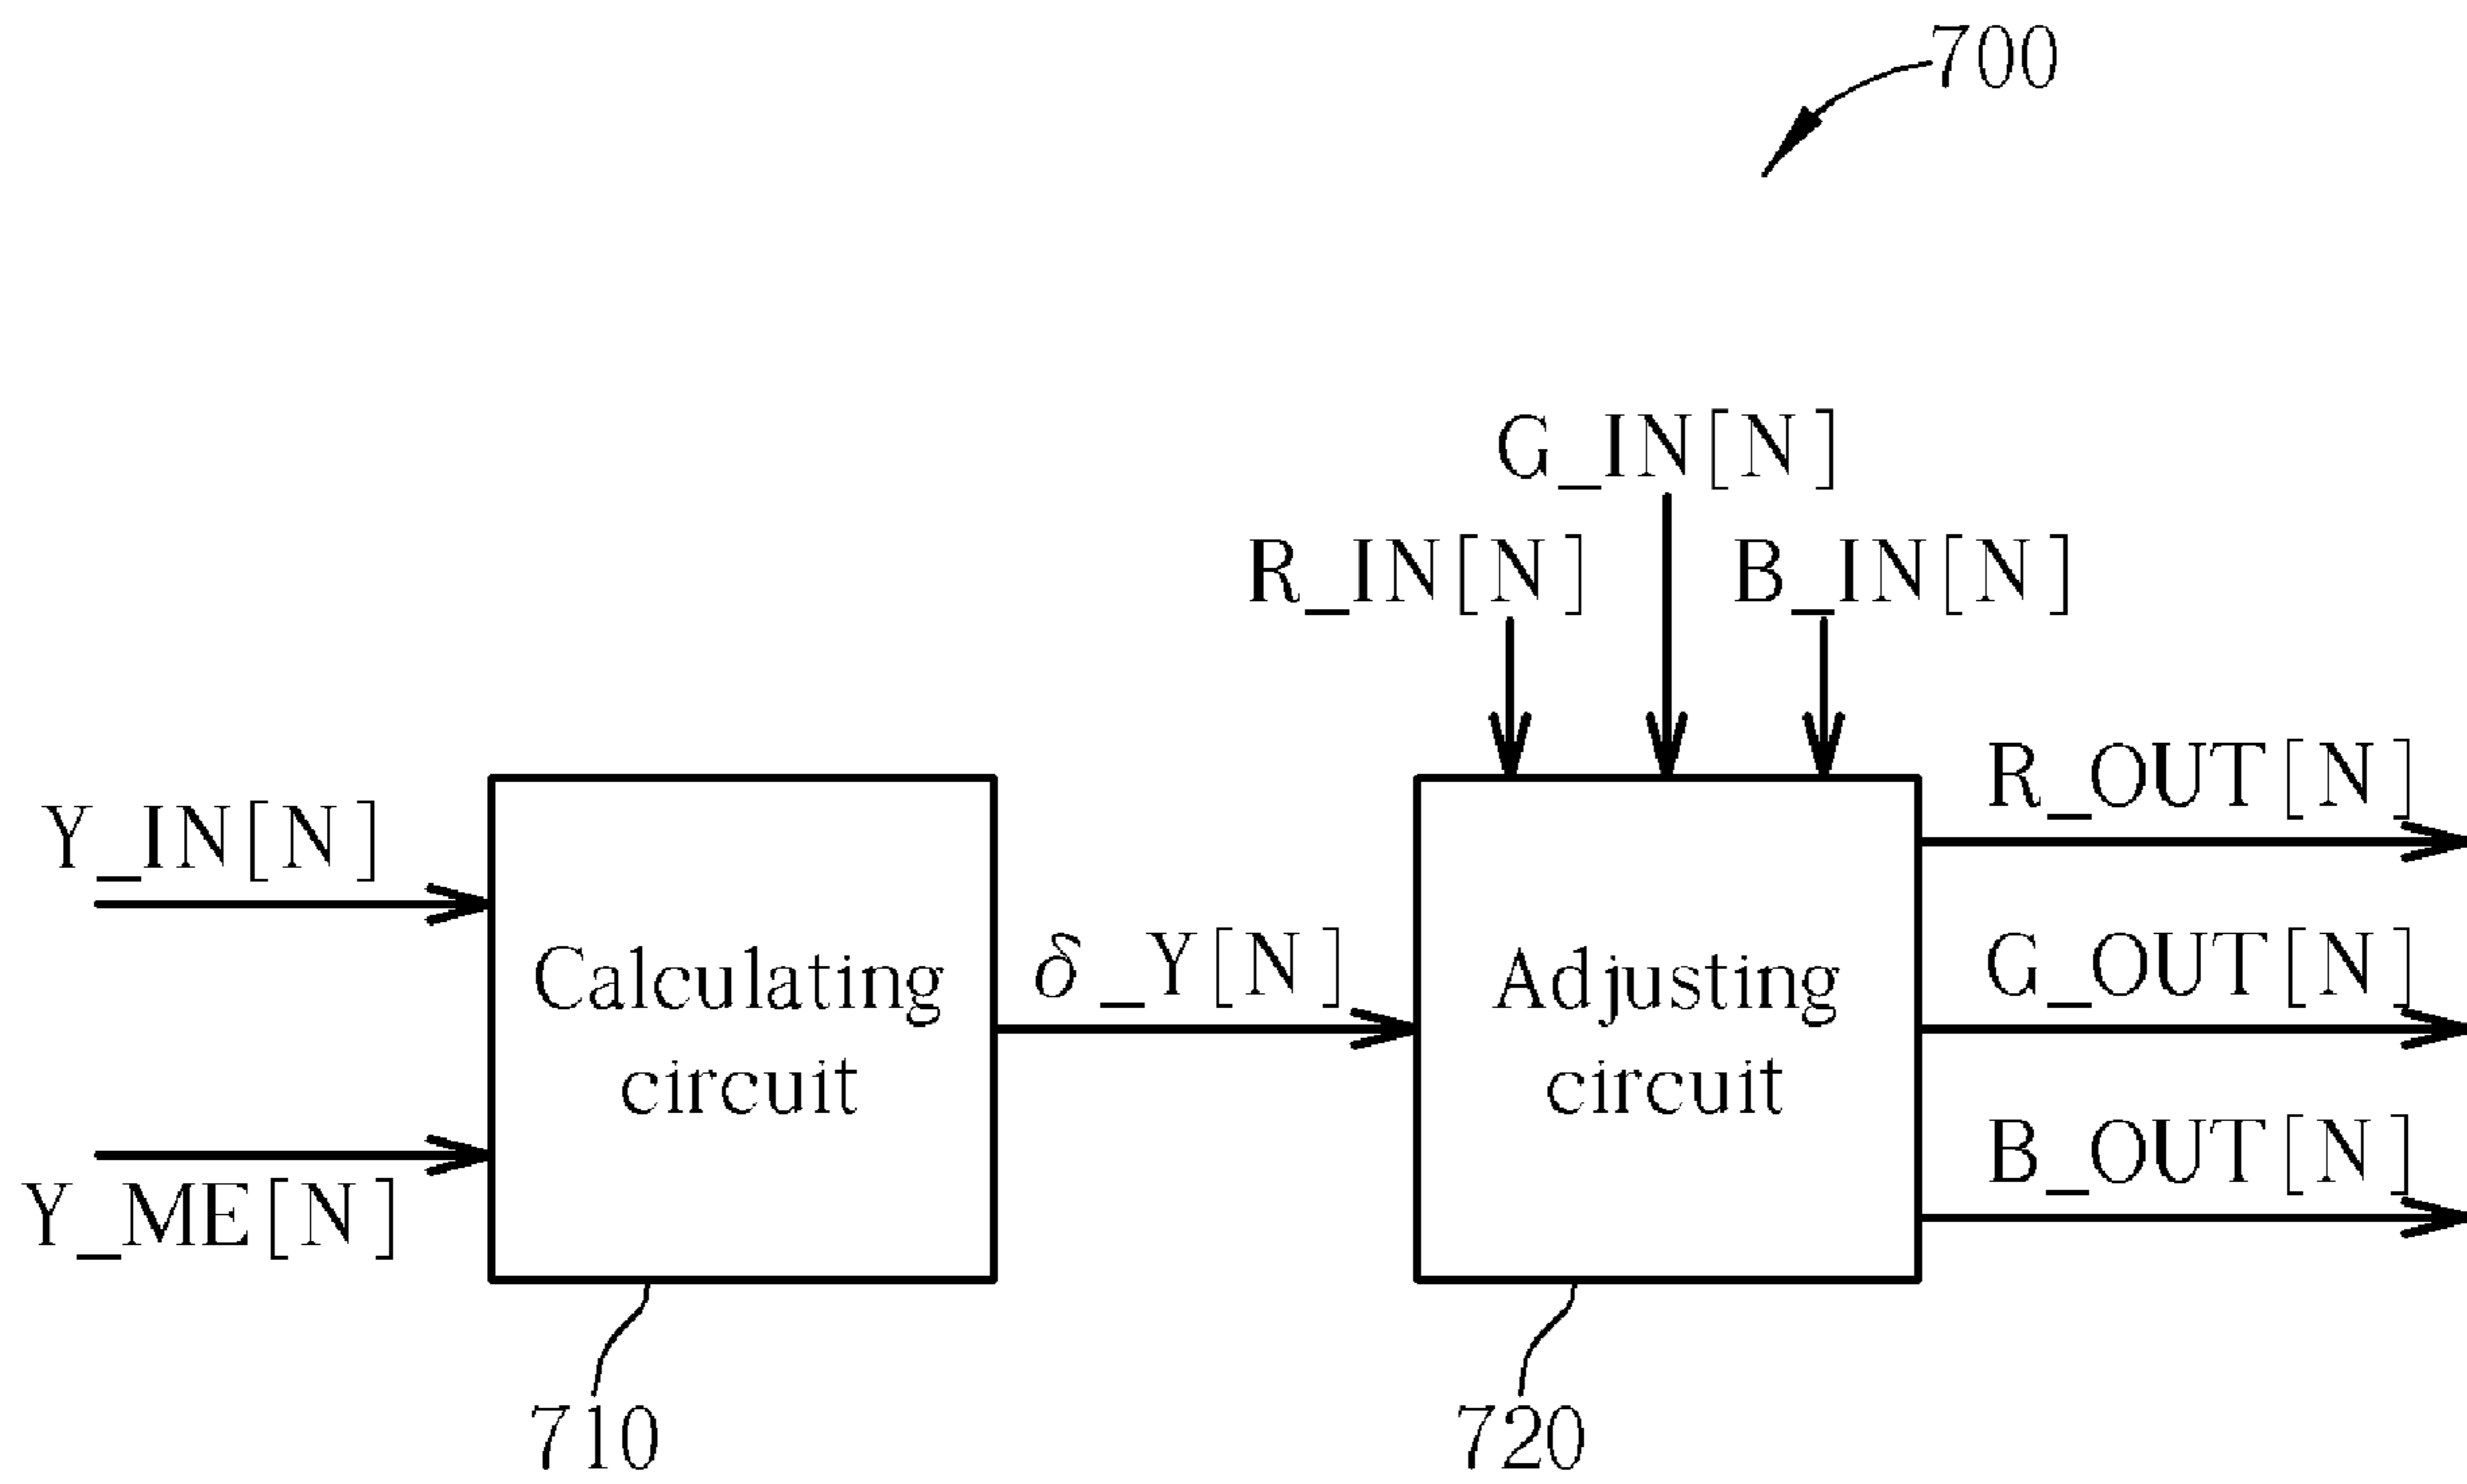 700
G_IN[N]
R_IN[N] B_IN[N]
R_OUT[N]
Y_IN[N]
Calculating
circuit
δ_Y[N]
Adjusting
circuit
G_OUT[N]
B_OUT[N]
Y_ME[N]
710
720